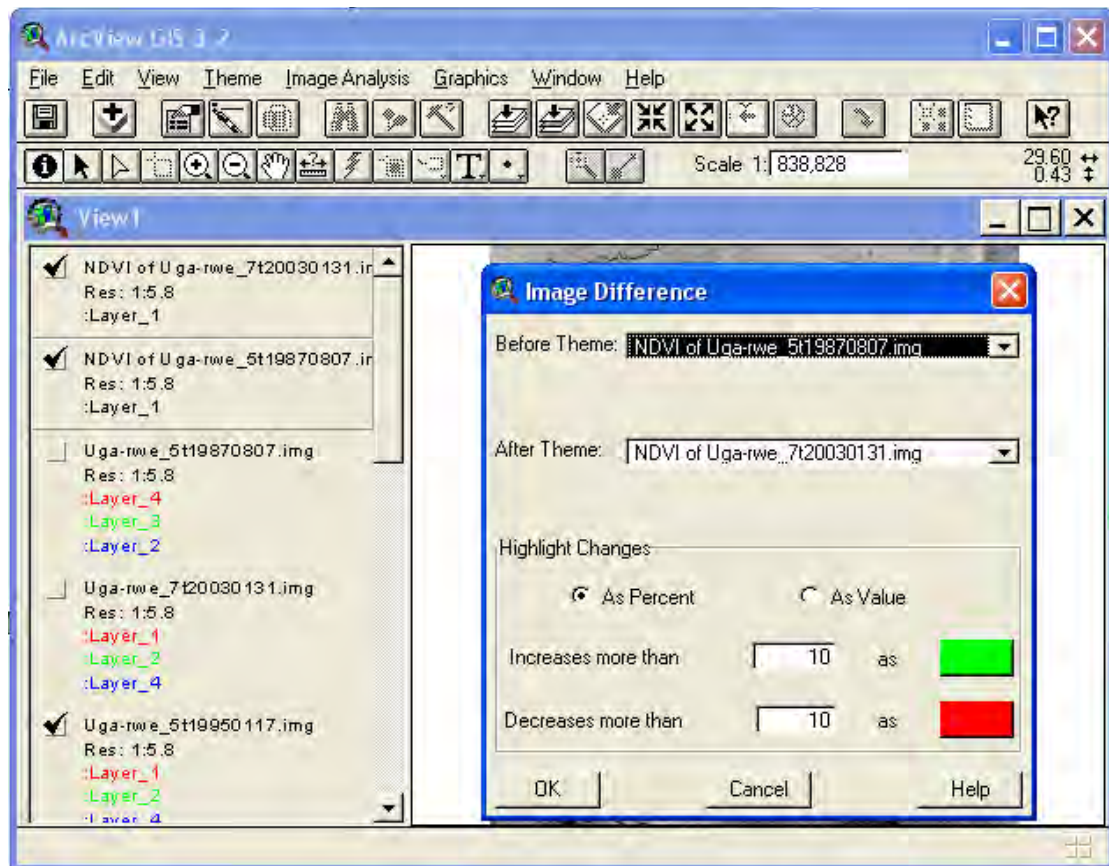 ArcView GIS 3.2
File Edit View Theme Image Analysis Graphics Window Help
Scale 1: 838,828
29.60
0.43
View1
NDVI of Uga-rwe_7t20030131.ir
Res: 1:5.8
:Layer_1
NDVI of Uga-rwe_5t19870807.ir
Res: 1:5.8
:Layer_1
Uga-rwe_5t19870807.img
Res: 1:5.8
:Layer_4
:Layer_3
:Layer_2
Uga-rwe_7t20030131.img
Res: 1:5.8
:Layer_1
:Layer_2
:Layer_4
Uga-rwe_5t19950117.img
Res: 1:5.8
:Layer_1
:Layer_2
:Layer_4
Image Difference
Before Theme: NDVI of Uga-rwe_5t19870807.img
After Theme: NDVI of Uga-rwe_7t20030131.img
Highlight Changes
As Percent As Value
Increases more than 10 as
Decreases more than 10 as
OK Cancel Help